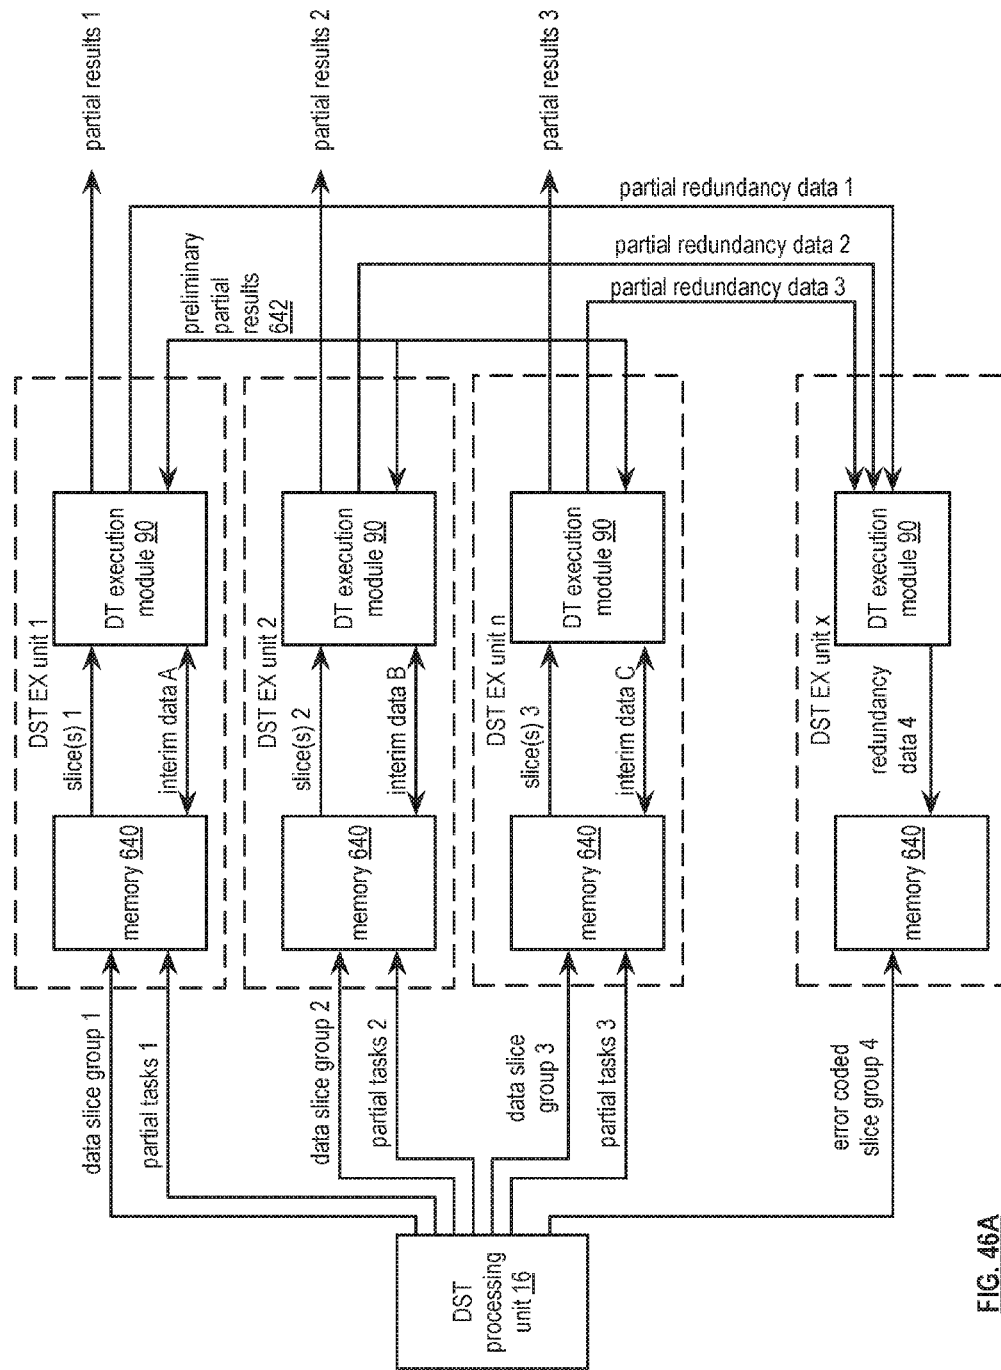 DST
processing
unit 16
data slice group 1
partial tasks 1
data slice group 2
partial tasks 2
data slice
group 3
partial tasks 3
error coded
slice group 4
DST EX unit 1
memory 640
slice(s) 1
interim data A
DT execution
module 90
DST EX unit 2
memory 640
slice(s) 2
interim data B
DT execution
module 90
DST EX unit n
memory 640
slice(s) 3
interim data C
DT execution
module 90
DST EX unit x
memory 640
redundancy
data 4
DT execution
module 90
preliminary
partial
results
642
partial redundancy data 1
partial redundancy data 2
partial redundancy data 3
partial results 1
partial results 2
partial results 3
FIG. 46A